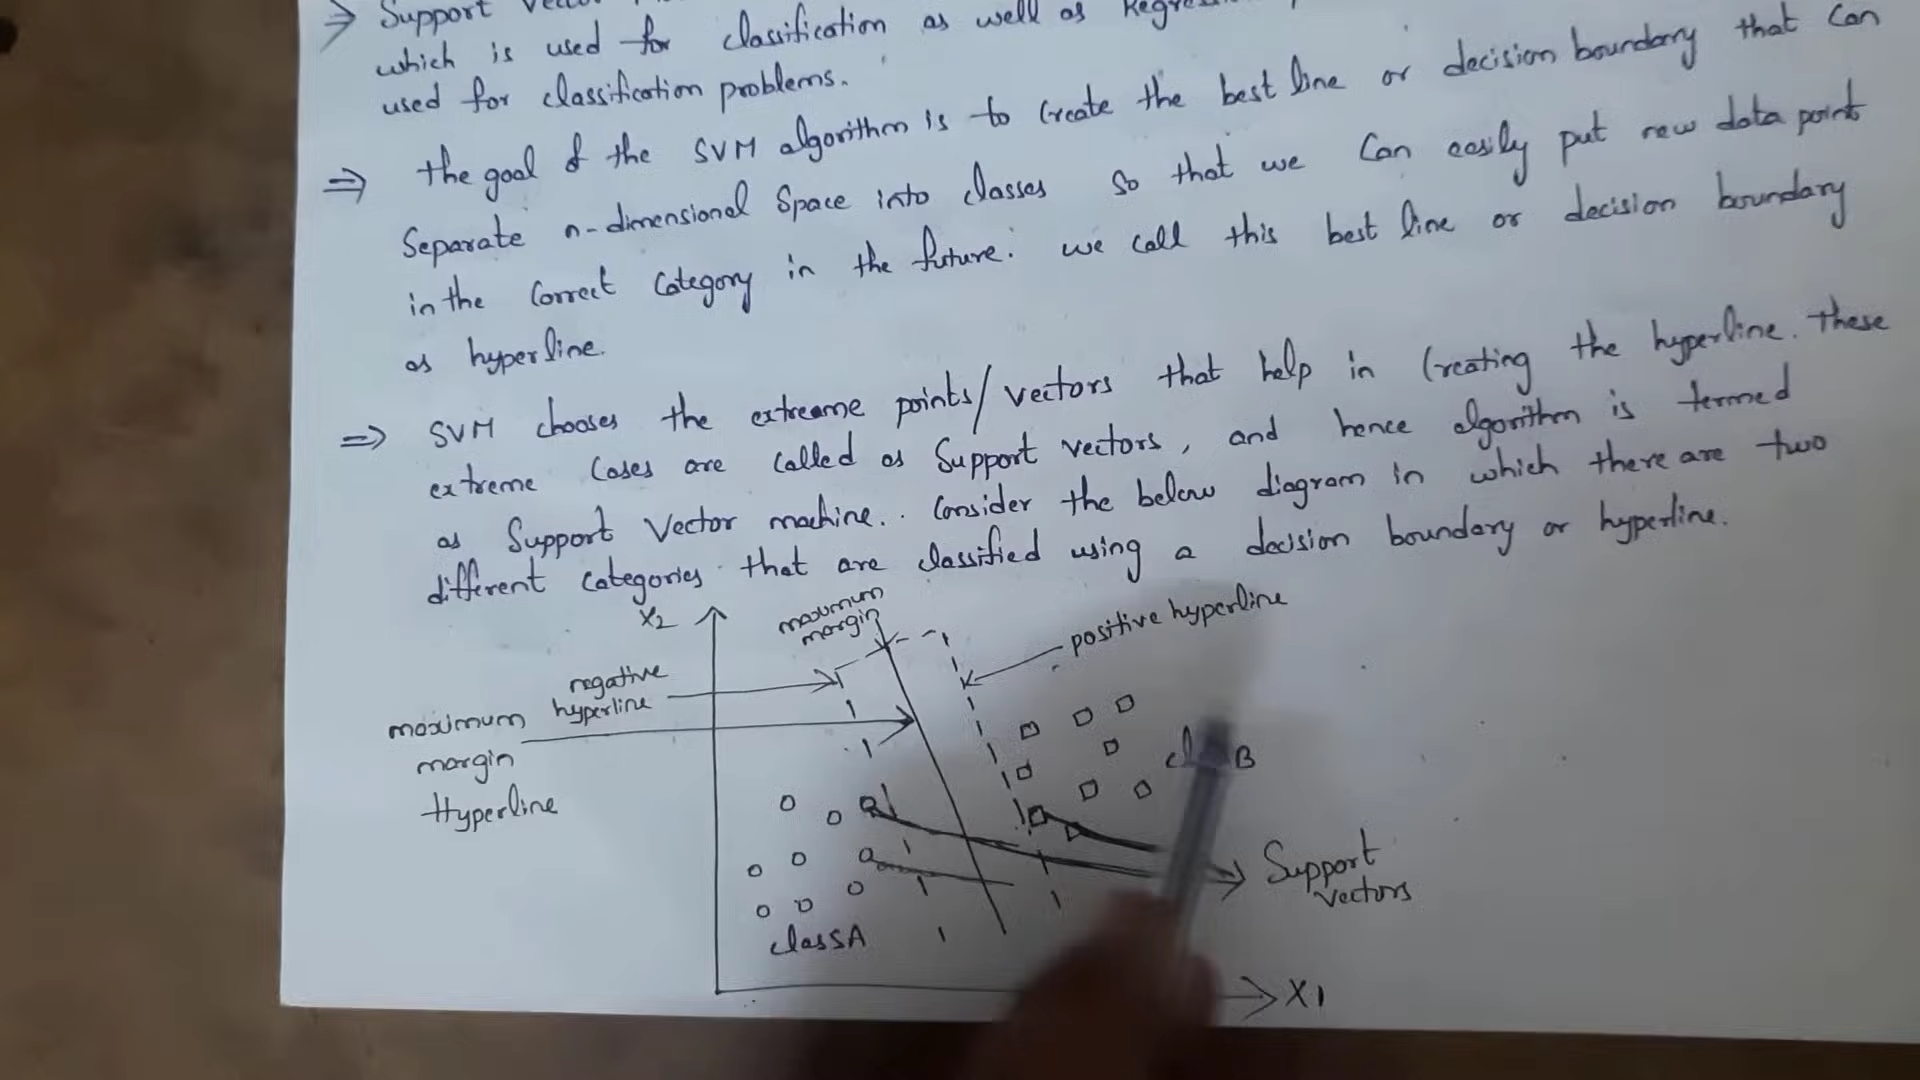 ⇒ Support
which is used for classification as well as
used for classification problems.
⇒ the goal of the SVM algorithm is to Create the best line or decision boundary that can
Separate n-dimensional Space into classes so that we can easily put new data point
in the Correct Category in the future. we call this best line or decision boundary
as hyperline.
⇒ SVM chooses the extreame points/vectors that help in Creating the hyperline. These
extreme Cases are Called as Support vectors, and hence algorithm is termed
as Support Vector machine.. Consider the below diagram in which there are two
different Categories that are classified using a decision boundary or hyperline.
X2
maximum
margin
positive hyperline
negative
hyperline
maximum
margin
Hyperline
B
Support
vectors
classA
X1